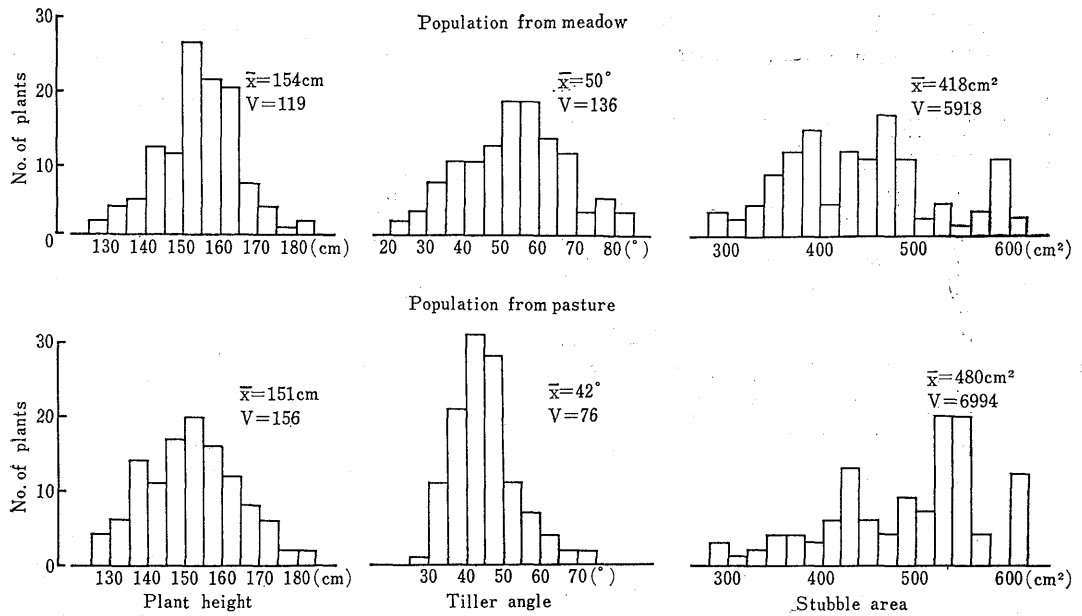 Population from meadow
No. of plants
30
20
10
0
x̄=154cm
V=119
130 140 150 160 170 180(cm)
x̄=50°
V=136
20 30 40 50 60 70 80(°)
x̄=418cm²
V=5918
300 400 500 600(cm²)
Population from pasture
No. of plants
30
20
10
0
x̄=151cm
V=156
130 140 150 160 170 180(cm)
Plant height
x̄=42°
V=76
30 40 50 60 70(°)
Tiller angle
x̄=480cm²
V=6994
300 400 500 600(cm²)
Stubble area